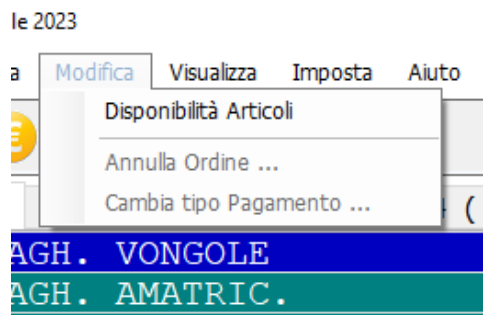 le 2023
a Modifica Visualizza Imposta Aiuto
Disponibilità Articoli
Annulla Ordine ...
Cambia tipo Pagamento ...
(
AGH. VONGOLE
AGH. AMATRIC.